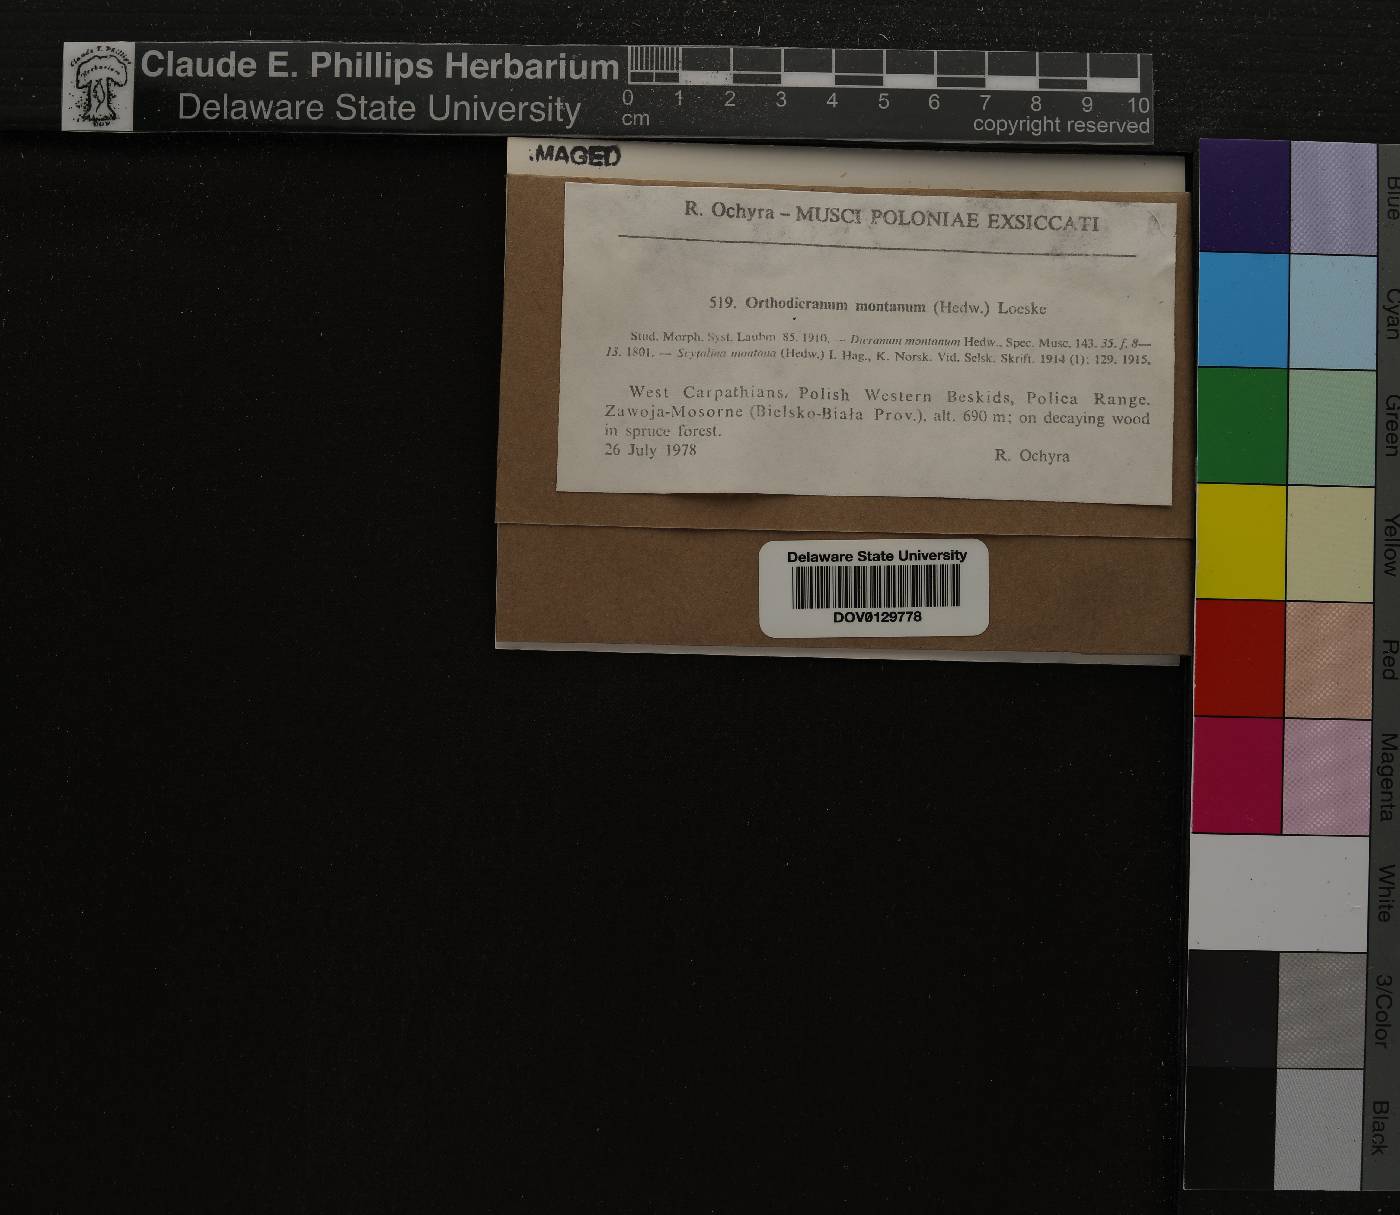 Claude E. Phillips Herbarium
Delaware State University
0 1 2 3 4 5 6 7 8 9 10
cm
copyright reserved
.MAGED
R. Ochyra – MUSCI POLONIAE EXSICCATI
519. Orthodicranum montanum (Hedw.) Loeske
Stud. Morph. Syst. Laubm. 85. 1910. — Dicranum montanum Hedw., Spec. Musc. 143. 35. f. 8—
13. 1801. — Scytalina montana (Hedw.) I. Hag., K. Norsk. Vid. Selsk. Skrift. 1914 (1): 129. 1915.
West Carpathians, Polish Western Beskids, Polica Range.
Zawoja-Mosorne (Bielsko-Biała Prov.), alt. 690 m; on decaying wood
in spruce forest.
26 July 1978
R. Ochyra
Delaware State University
DOV0129778
Blue
Cyan
Green
Yellow
Red
Magenta
White
3/Color
Black